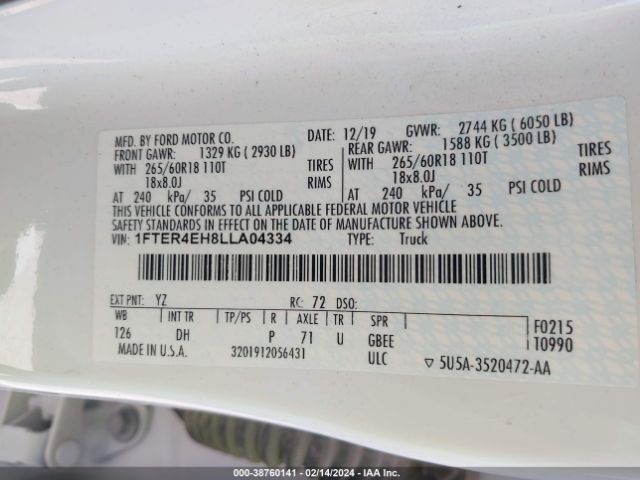 MFD. BY FORD MOTOR CO.
DATE: 12/19 GVWR: 2744 KG ( 6050 LB)
FRONT GAWR: 1329 KG ( 2930 LB)
REAR GAWR: 1588 KG ( 3500 LB)
WITH 265/60R18 110T TIRES
WITH 265/60R18 110T TIRES
18x8.0J RIMS
18x8.0J RIMS
AT 240 kPa/ 35 PSI COLD
AT 240 kPa/ 35 PSI COLD
THIS VEHICLE CONFORMS TO ALL APPLICABLE FEDERAL MOTOR VEHICLE
SAFETY STANDARDS IN EFFECT ON THE DATE OF MANUFACTURE SHOWN ABOVE.
VIN: 1FTER4EH8LLA04334 TYPE: Truck
EXT PNT: YZ RC: 72 DSO:
WB INT TR TP/PS R AXLE TR SPR
126 DH P 71 U GBEE
F0215
T0990
MADE IN U.S.A. 3201912056431 ULC
▽ 5U5A-3520472-AA
000-38760141 - 02/14/2024 - IAA Inc.